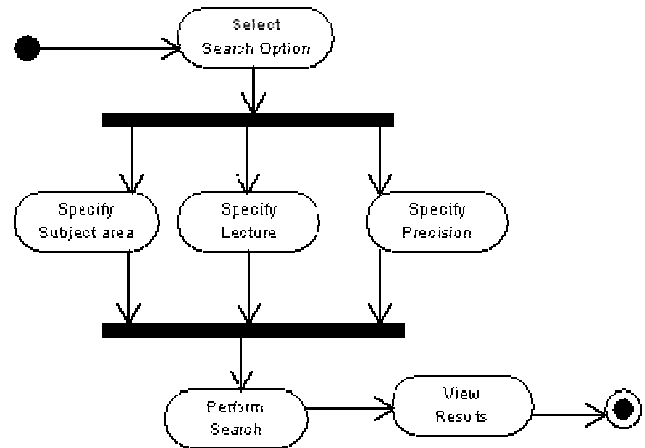 Select
Search Option
Specify
Subject area
Specify
Lecture
Specify
Precision
Perform
Search
View
Results